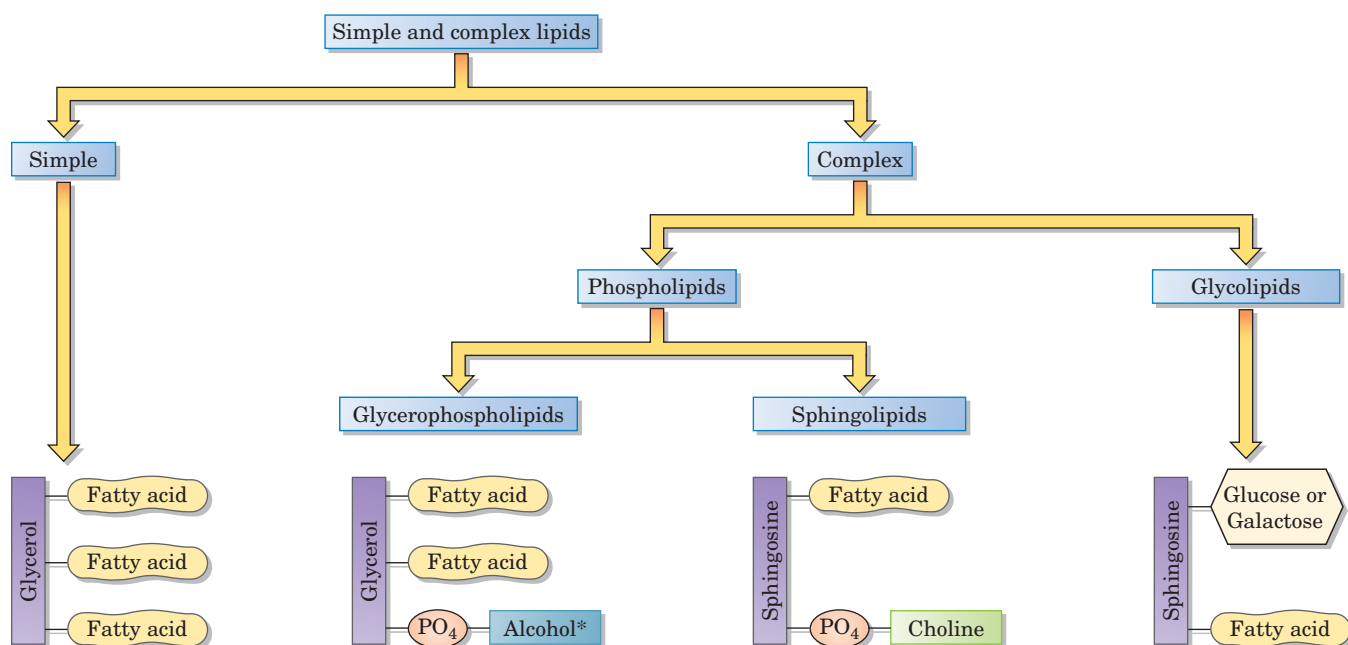 Simple and complex lipids
Simple
Complex
Phospholipids
Glycolipids
Glycerophospholipids
Sphingolipids
Glycerol
Fatty acid
Fatty acid
Fatty acid
Glycerol
Fatty acid
Fatty acid
PO4
Alcohol*
Sphingosine
Fatty acid
PO4
Choline
Sphingosine
Glucose or
Galactose
Fatty acid